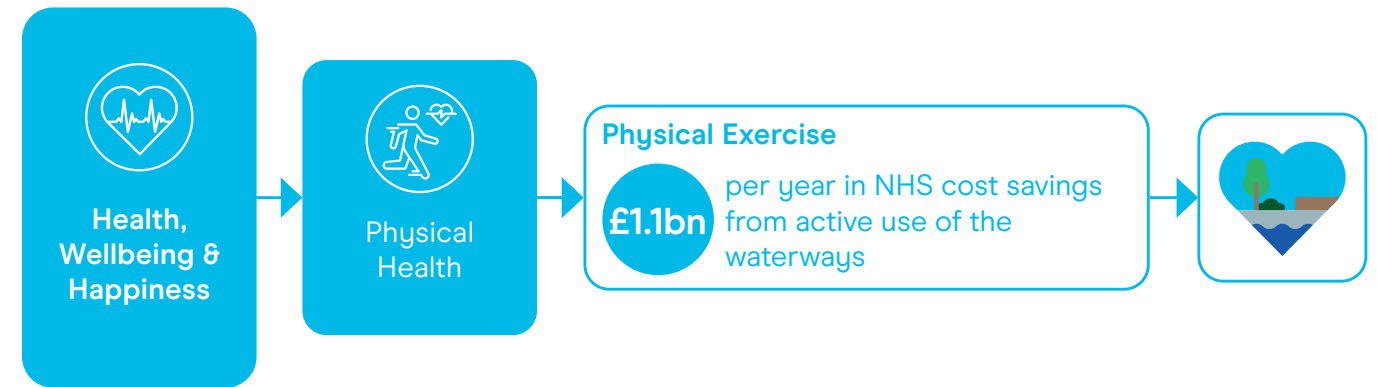 Health,
Wellbeing &
Happiness
Physical
Health
Physical Exercise
£1.1bn
per year in NHS cost savings
from active use of the
waterways